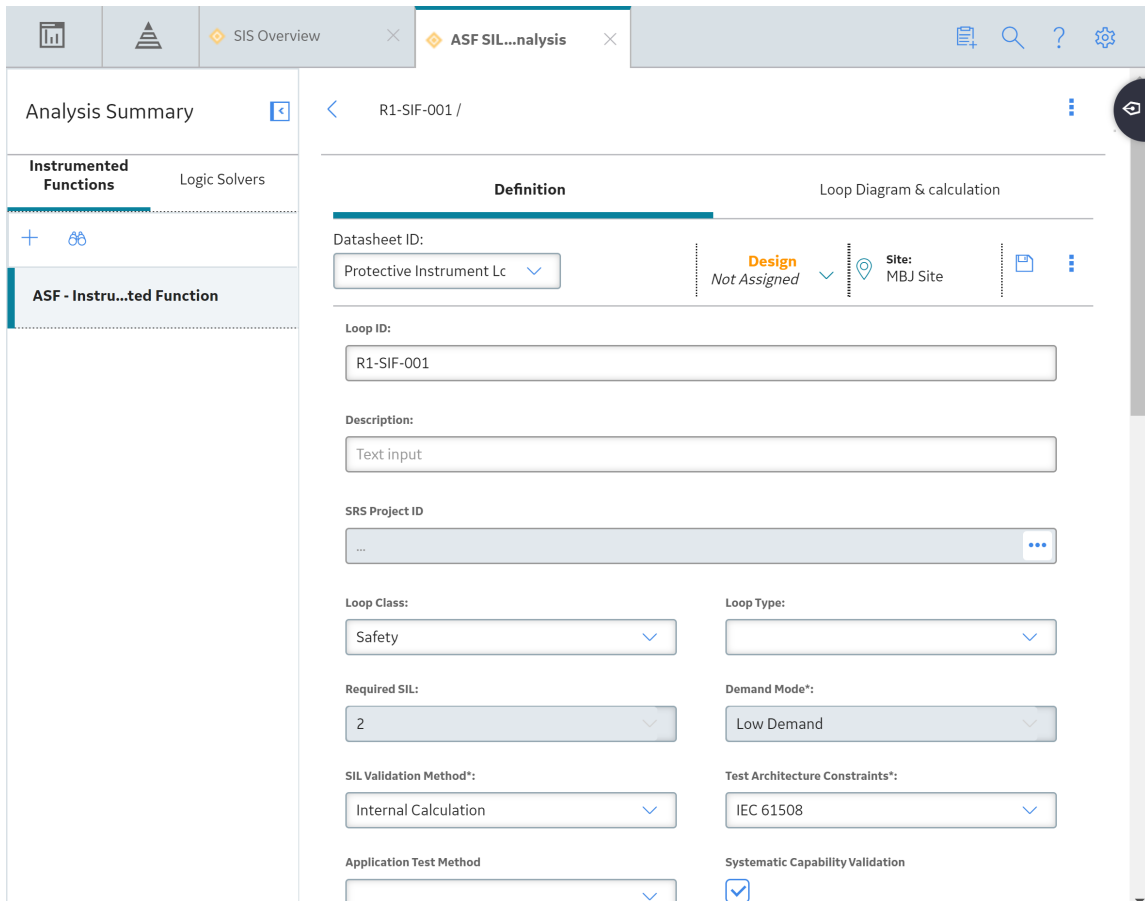 SIS Overview
ASF SIL...nalysis
?
Analysis Summary
R1-SIF-001 /
Instrumented
Functions
Logic Solvers
Definition
Loop Diagram & calculation
Datasheet ID:
Protective Instrument Lc
Design
Not Assigned
Site:
MBJ Site
ASF - Instru...ted Function
Loop ID:
R1-SIF-001
Description:
Text input
SRS Project ID
...
Loop Class:
Loop Type:
Safety
Required SIL:
Demand Mode*:
2
Low Demand
SIL Validation Method*:
Test Architecture Constraints*:
Internal Calculation
IEC 61508
Application Test Method
Systematic Capability Validation